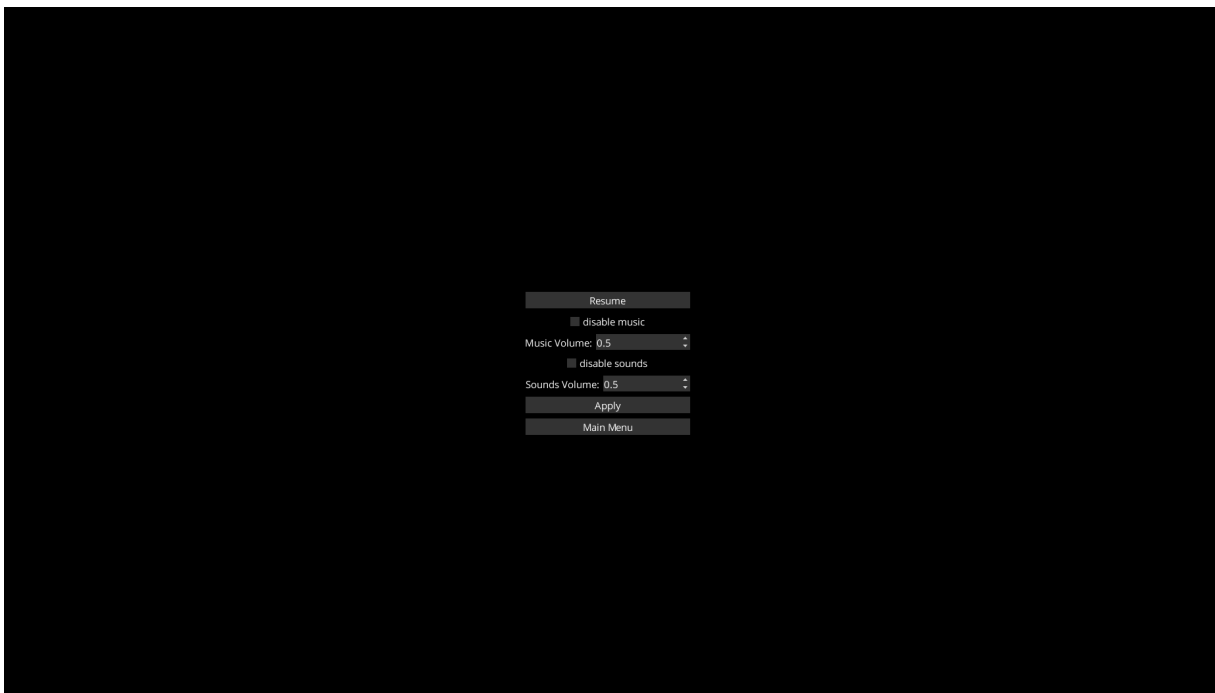 Resume
disable music
Music Volume: 0.5
disable sounds
Sounds Volume: 0.5
Apply
Main Menu